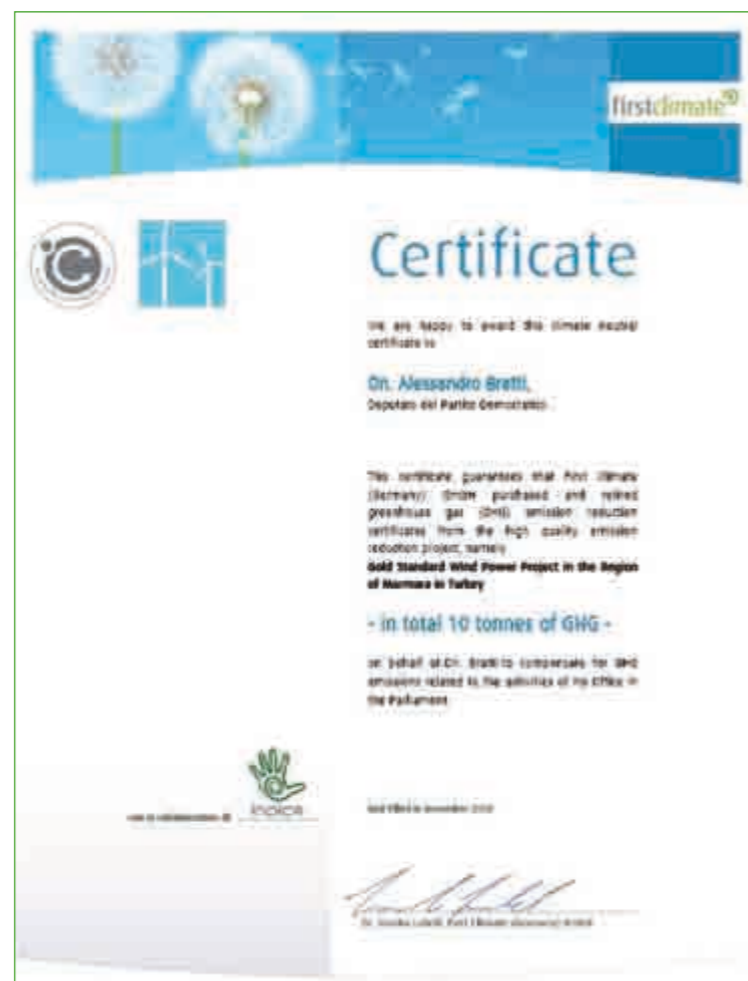 firstclimate
Certificate
We are happy to award this climate neutral
certificate to
On. Alessandro Bratti,
Deputato del Partito Democratico
This certificate guarantees that First Climate
(Germany) GmbH purchased and retired
greenhouse gas (GHG) emission reduction
certificates from the high quality emission
reduction project, namely
Gold Standard Wind Power Project in the Region
of Marmara in Turkey
- in total 10 tonnes of GHG -
on behalf of On. Bratti to compensate for GHG
emissions related to the activities of his Office in
the Parliament